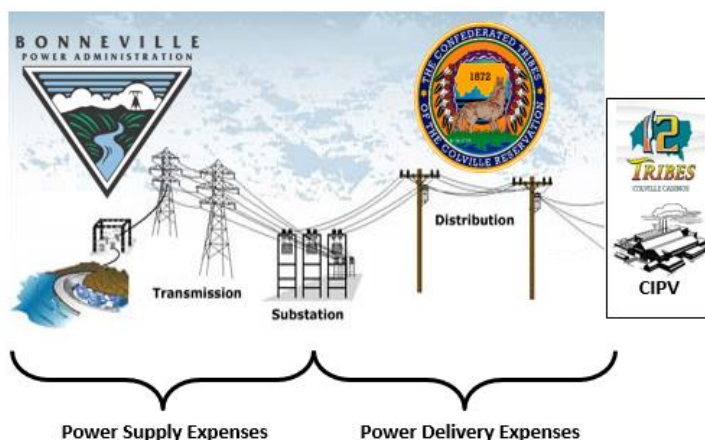 BONNEVILLE
POWER ADMINISTRATION
THE CONFEDERATED TRIBES
1872
OF THE COLVILLE RESERVATION
12
TRIBES
COLVILLE CASINOS
CIPV
Distribution
Transmission
Substation
Power Supply Expenses
Power Delivery Expenses